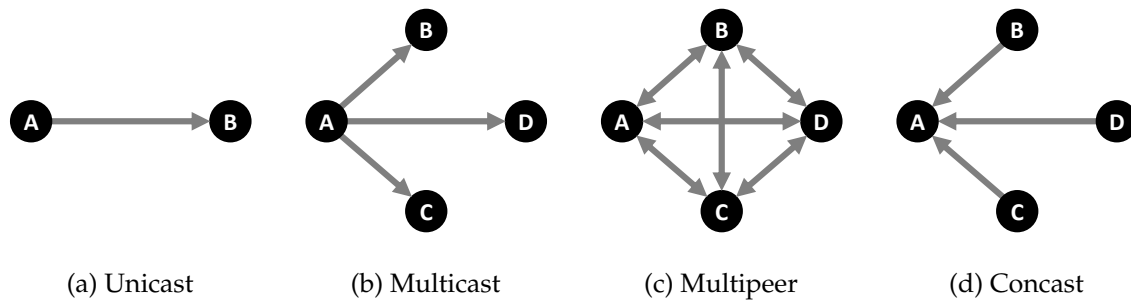 B B B
A B A D A D A D
C C C
(a) Unicast (b) Multicast (c) Multipeer (d) Concast